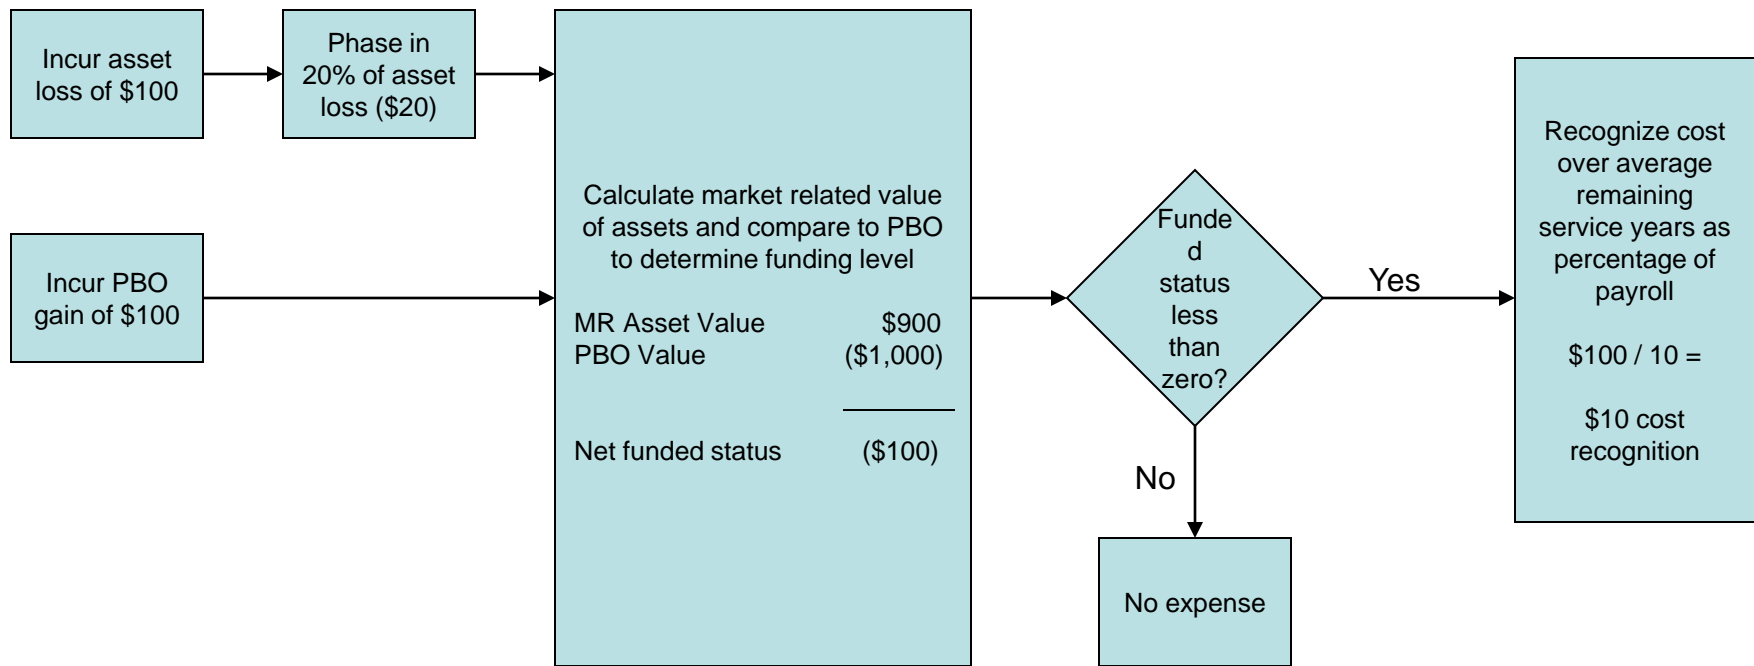 Incur asset
loss of $100
Phase in
20% of asset
loss ($20)
Incur PBO
gain of $100
Calculate market related value
of assets and compare to PBO
to determine funding level
MR Asset Value $900
PBO Value ($1,000)
Net funded status ($100)
Funde
d
status
less
than
zero?
Yes
No
No expense
Recognize cost
over average
remaining
service years as
percentage of
payroll
$100 / 10 =
$10 cost
recognition